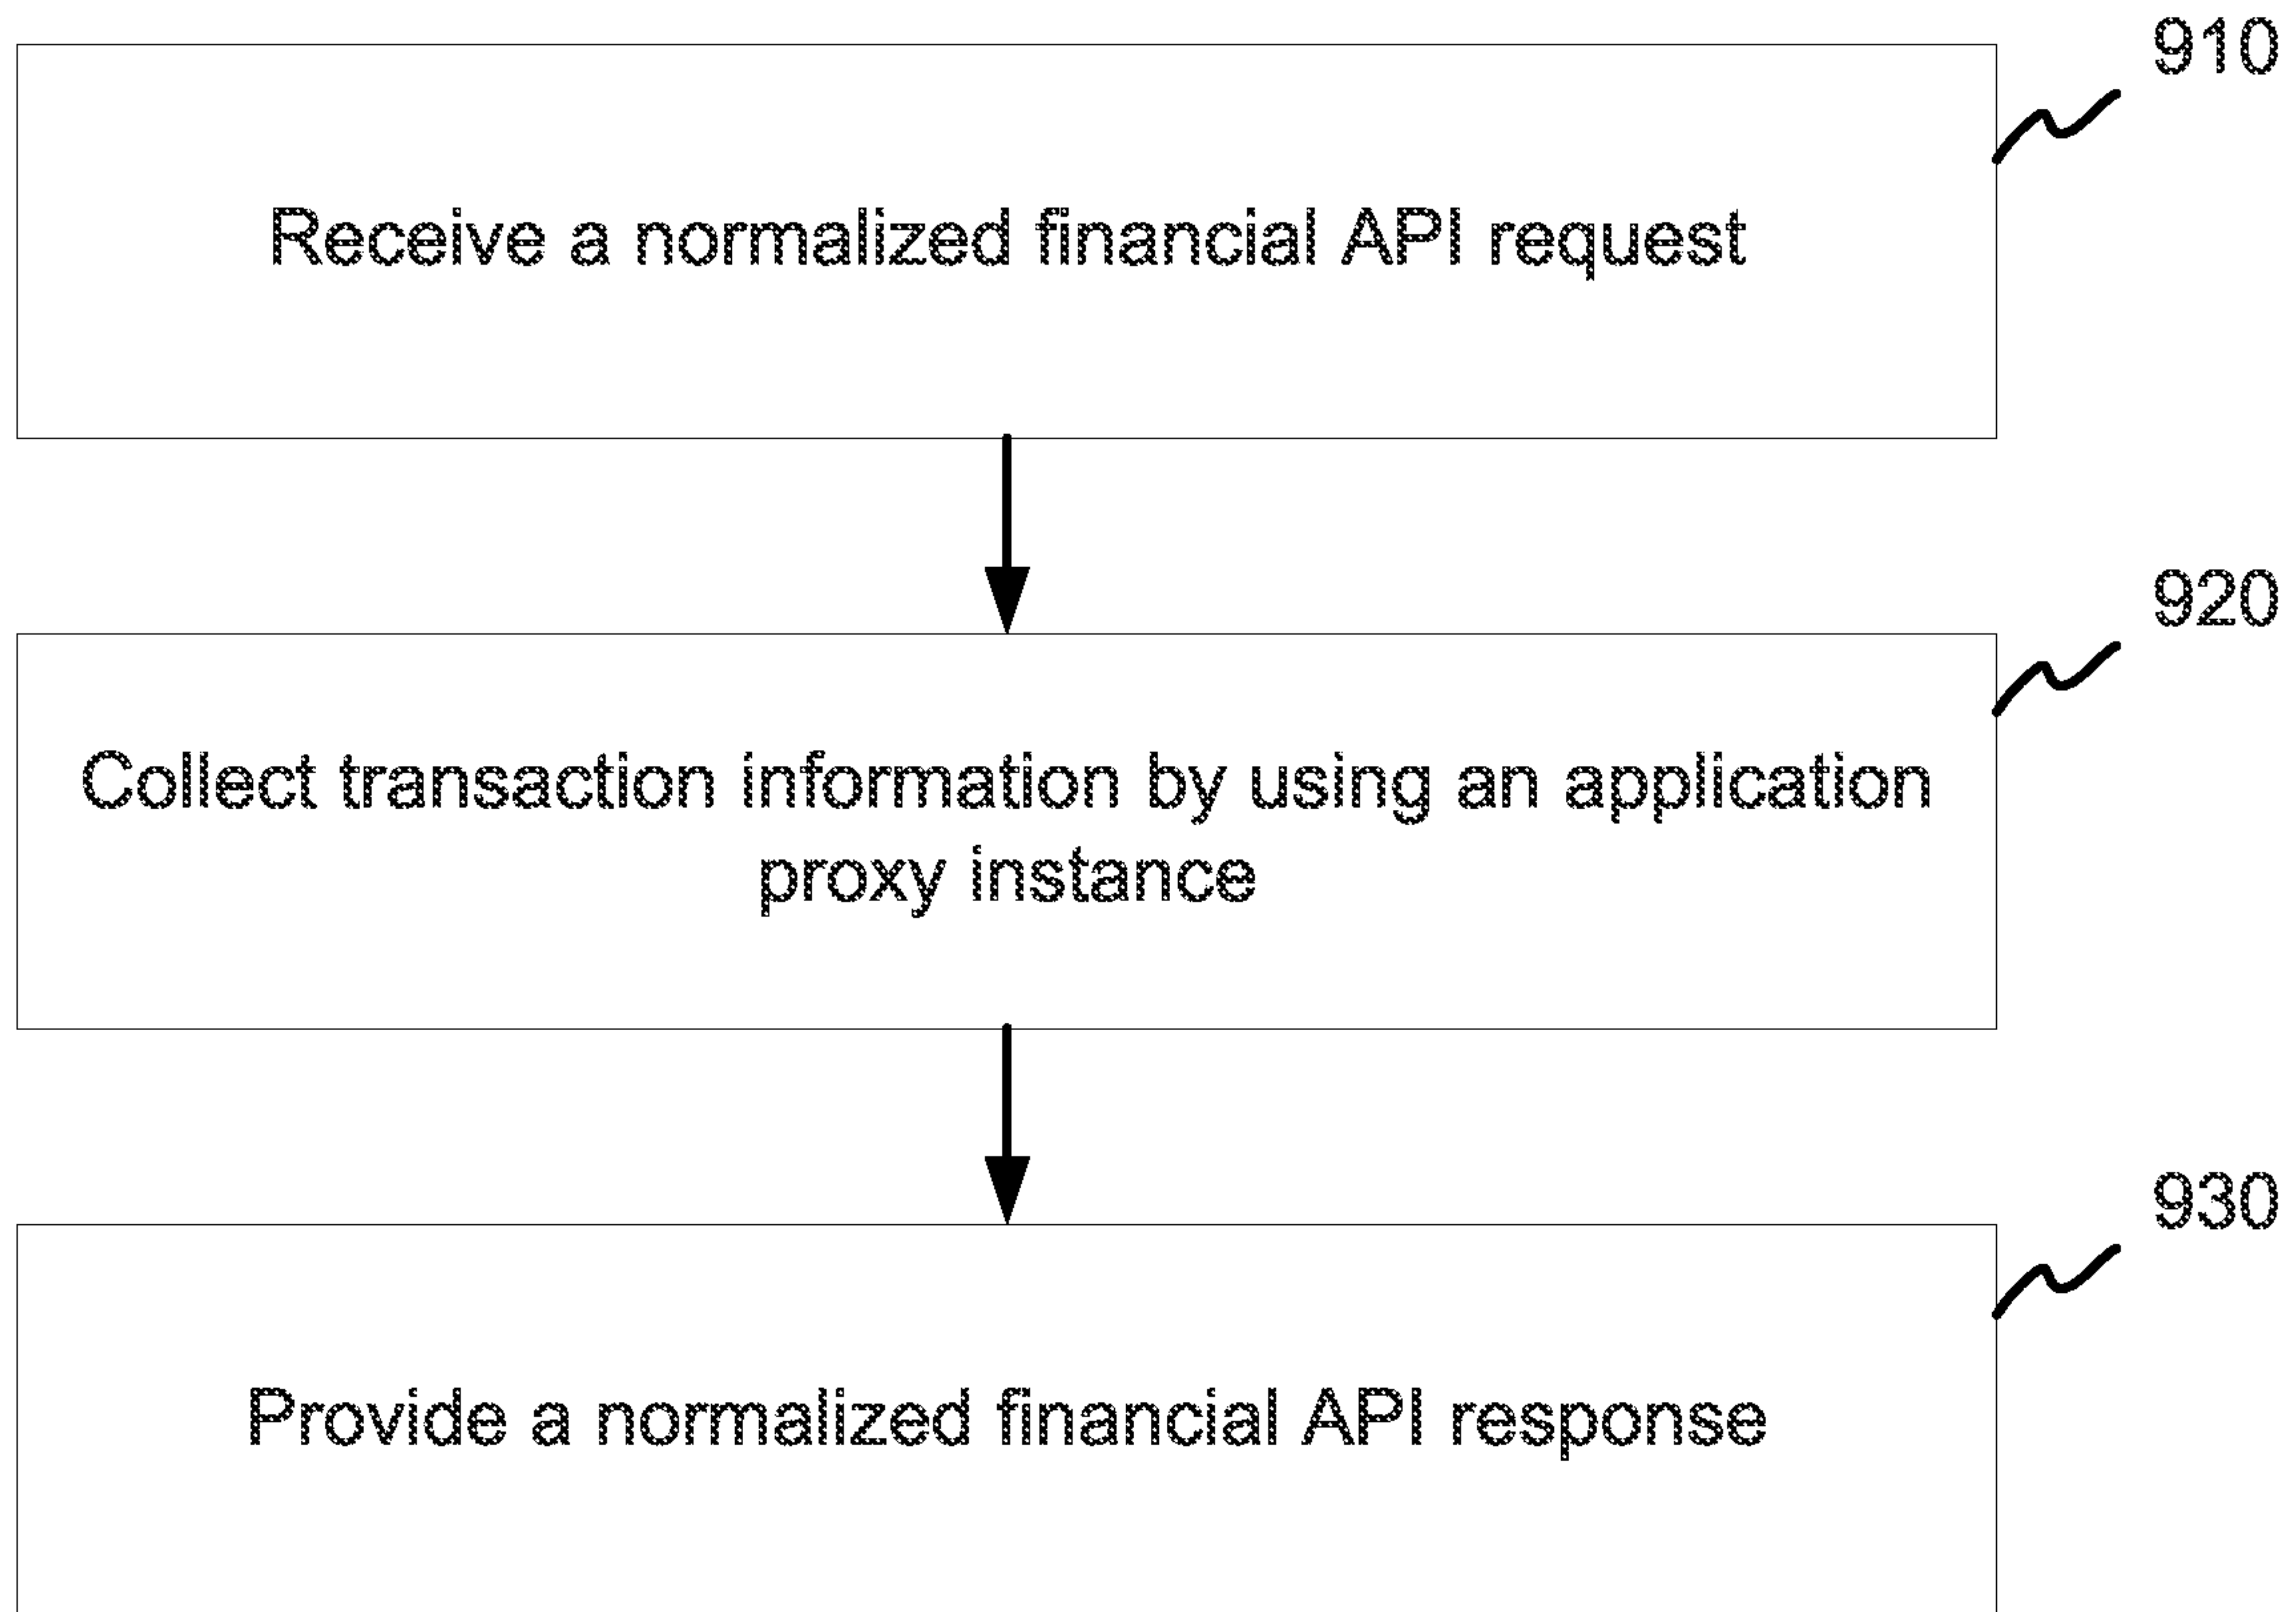 910
Receive a normalized financial API request
920
Collect transaction information by using an application
proxy instance
930
Provide a normalized financial API response